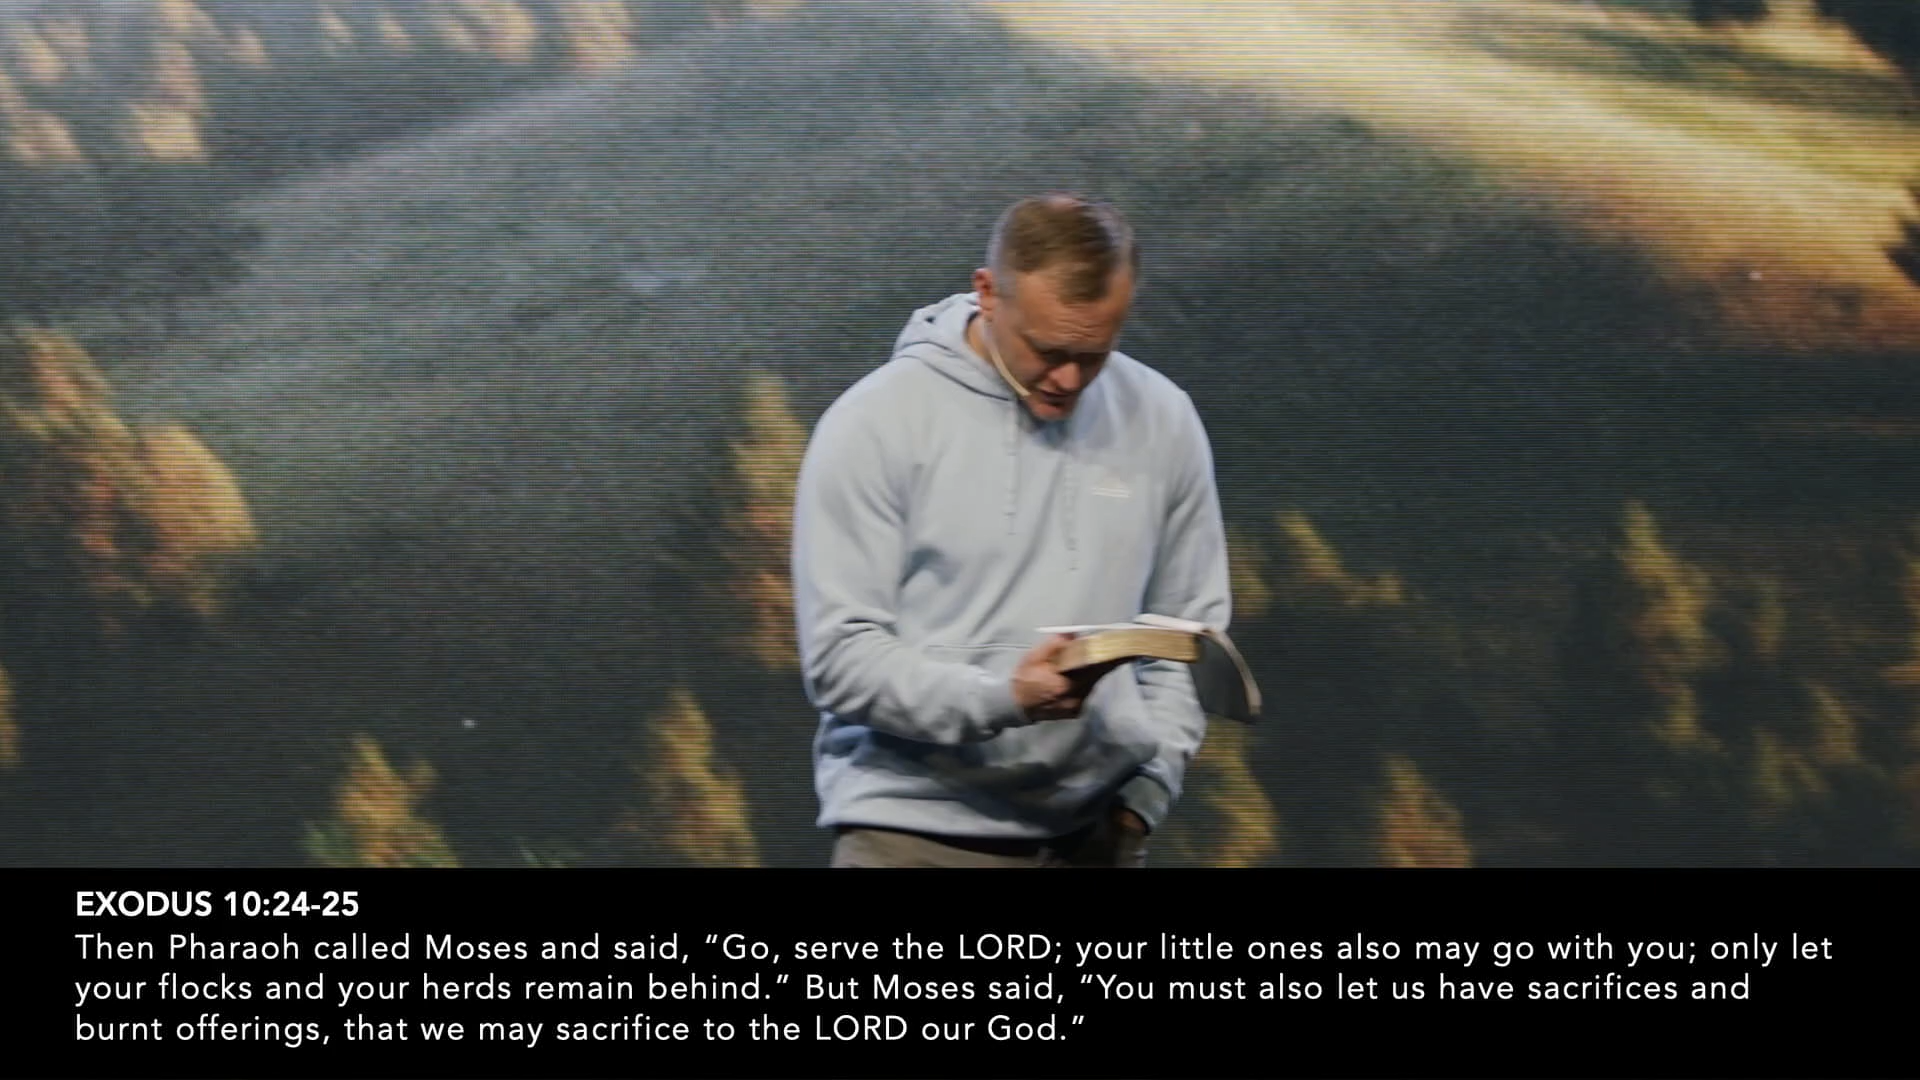 EXODUS 10:24-25
Then Pharaoh called Moses and said, “Go, serve the LORD; your little ones also may go with you; only let
your flocks and your herds remain behind.” But Moses said, “You must also let us have sacrifices and
burnt offerings, that we may sacrifice to the LORD our God.”